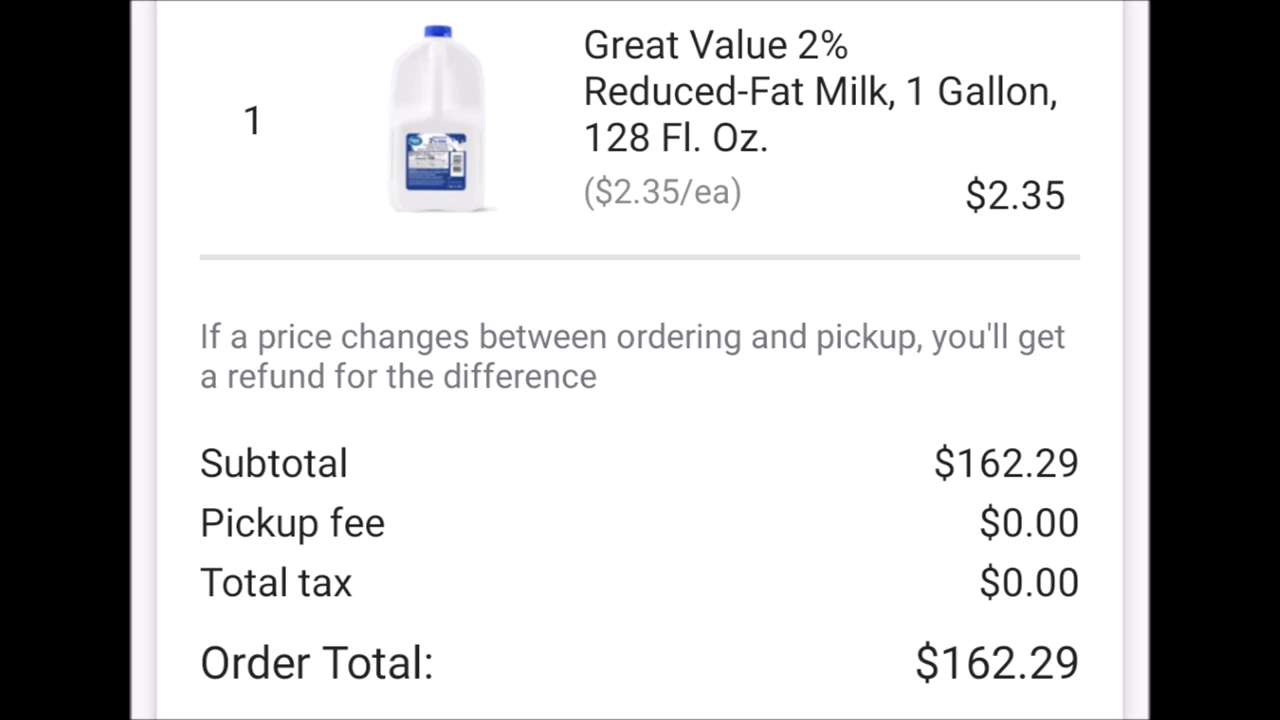 Great Value 2%
Reduced-Fat Milk, 1 Gallon,
1
128 Fl. Oz.
($2.35/ea) $2.35
If a price changes between ordering and pickup, you'll get
a refund for the difference
Subtotal $162.29
Pickup fee $0.00
Total tax $0.00
Order Total: $162.29